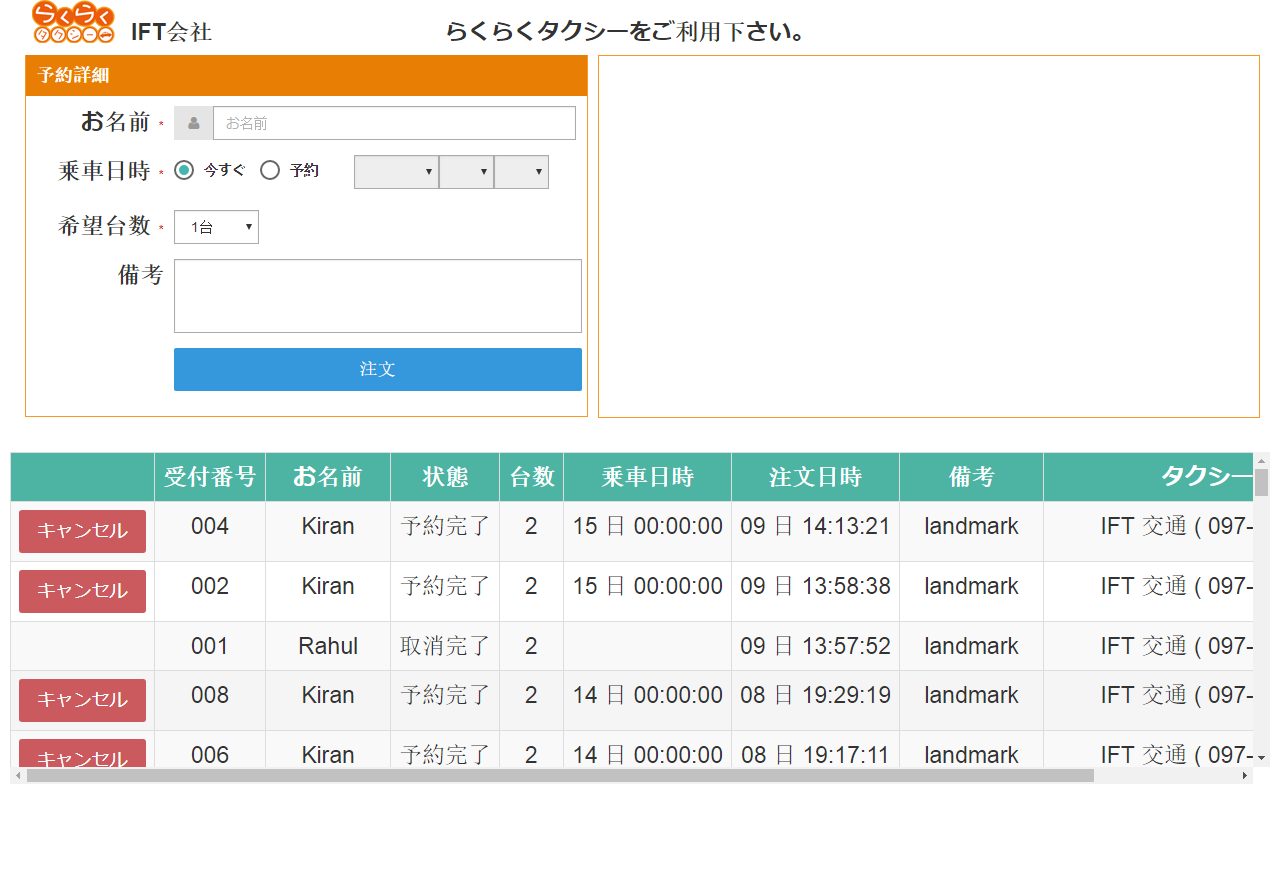 らくらく
タクシー
IFT会社
らくらくタクシーをご利用下さい。
予約詳細
お名前 * お名前
乗車日時 * 今すぐ 予約
希望台数 * 1台
備考
注文
受付番号 お名前 状態 台数 乗車日時 注文日時 備考 タクシー
キャンセル 004 Kiran 予約完了 2 15 日 00:00:00 09 日 14:13:21 landmark IFT 交通 ( 097-
キャンセル 002 Kiran 予約完了 2 15 日 00:00:00 09 日 13:58:38 landmark IFT 交通 ( 097-
001 Rahul 取消完了 2 09 日 13:57:52 landmark IFT 交通 ( 097-
キャンセル 008 Kiran 予約完了 2 14 日 00:00:00 08 日 19:29:19 landmark IFT 交通 ( 097-
キャンセル 006 Kiran 予約完了 2 14 日 00:00:00 08 日 19:17:11 landmark IFT 交通 ( 097-